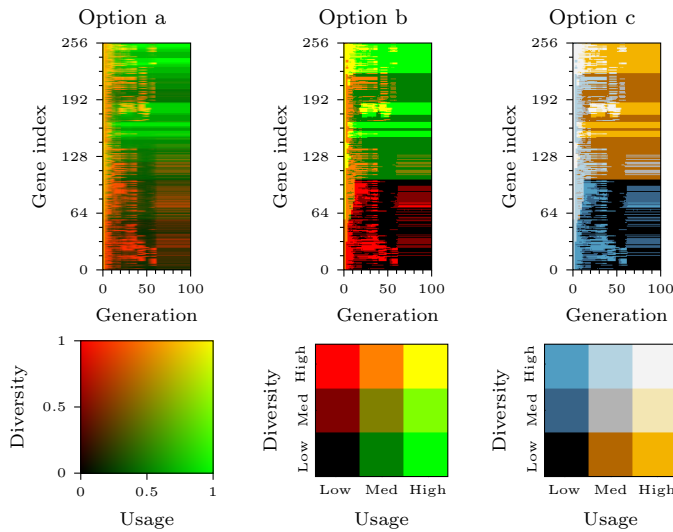 Option a
Option b
Option c
Gene index
256
192
128
64
0
0
50
100
Generation
Gene index
256
192
128
64
0
0
50
100
Generation
Gene index
256
192
128
64
0
0
50
100
Generation
Diversity
1
0.5
0
0
0.5
1
Usage
Diversity
High
Med
Low
Low
Med
High
Usage
Diversity
High
Med
Low
Low
Med
High
Usage